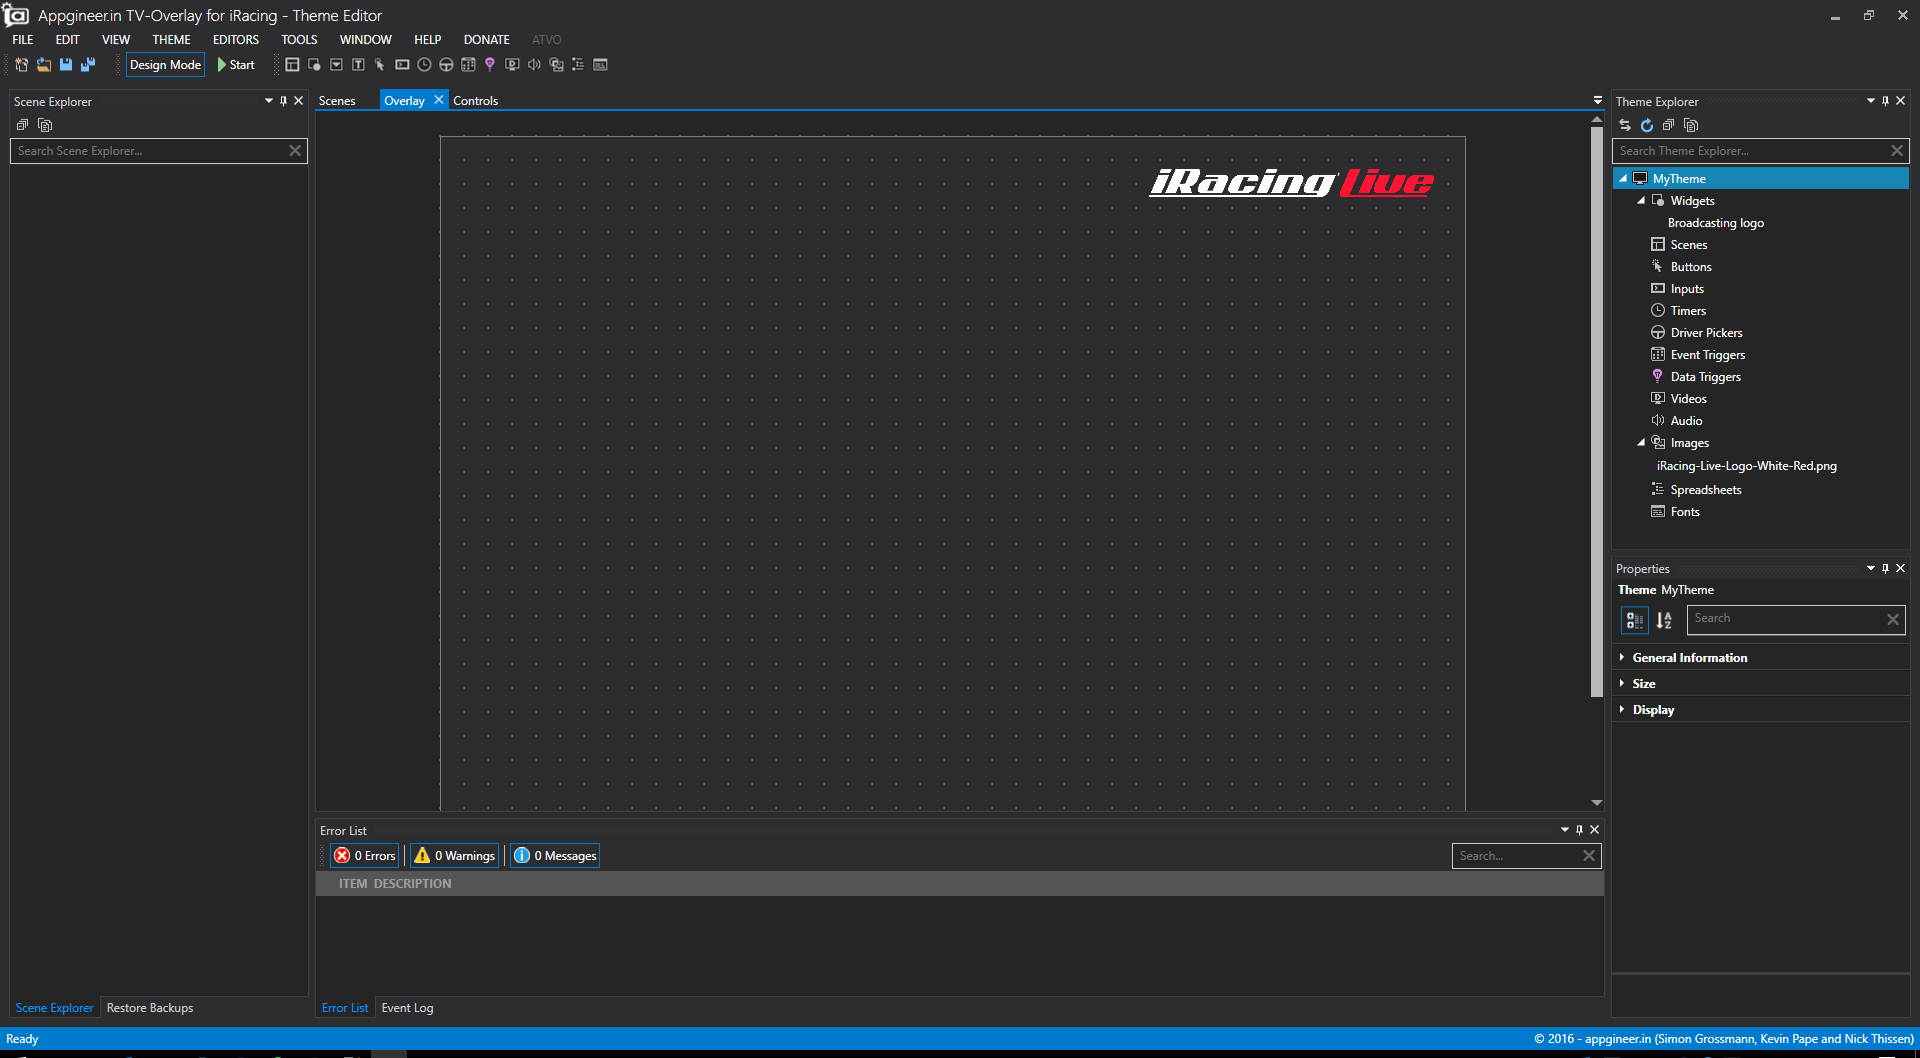 Appgineer.in TV-Overlay for iRacing - Theme Editor
FILE EDIT VIEW THEME EDITORS TOOLS WINDOW HELP DONATE ATVO
Design Mode Start
Scene Explorer
Search Scene Explorer...
Scenes Overlay Controls
iRacing Live
Theme Explorer
Search Theme Explorer...
MyTheme
Widgets
Broadcasting logo
Scenes
Buttons
Inputs
Timers
Driver Pickers
Event Triggers
Data Triggers
Videos
Audio
Images
iRacing-Live-Logo-White-Red.png
Spreadsheets
Fonts
Properties
Theme MyTheme
Search
General Information
Size
Display
Error List
0 Errors 0 Warnings 0 Messages
Search...
ITEM DESCRIPTION
Scene Explorer Restore Backups
Error List Event Log
Ready
© 2016 - appgineer.in (Simon Grossmann, Kevin Pape and Nick Thissen)